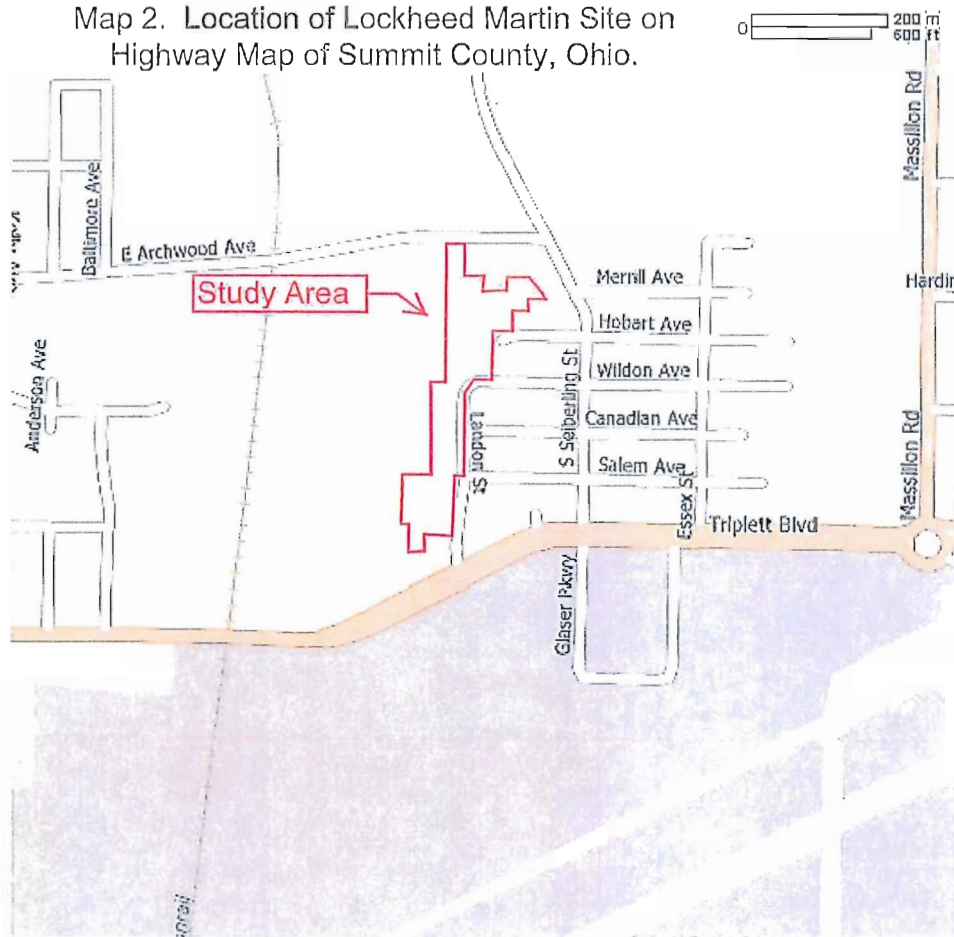 Map 2. Location of Lockheed Martin Site on
Highway Map of Summit County, Ohio.
0
200 m
600 ft
Massillon Rd
Baltimore Ave
E Archwood Ave
Study Area
Merrill Ave
Hardin
Hobart Ave
Anderson Ave
Wildon Ave
S Seiberling St
Landon St
Canadian Ave
Salem Ave
Essex St
Massillon Rd
Triplett Blvd
Glaser Pkwy
nrail